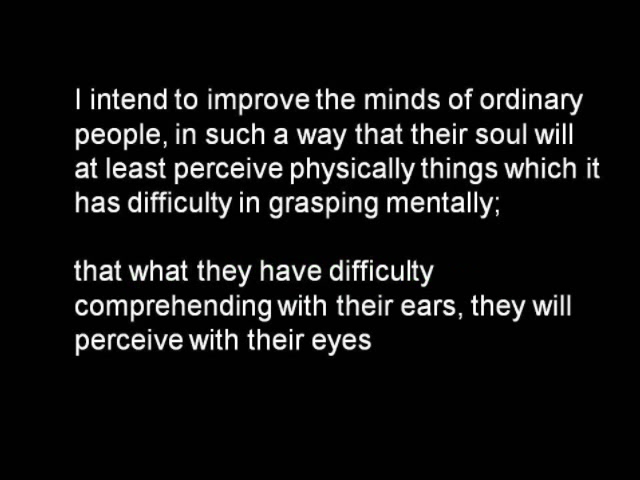 I intend to improve the minds of ordinary
people, in such a way that their soul will
at least perceive physically things which it
has difficulty in grasping mentally;
that what they have difficulty
comprehending with their ears, they will
perceive with their eyes